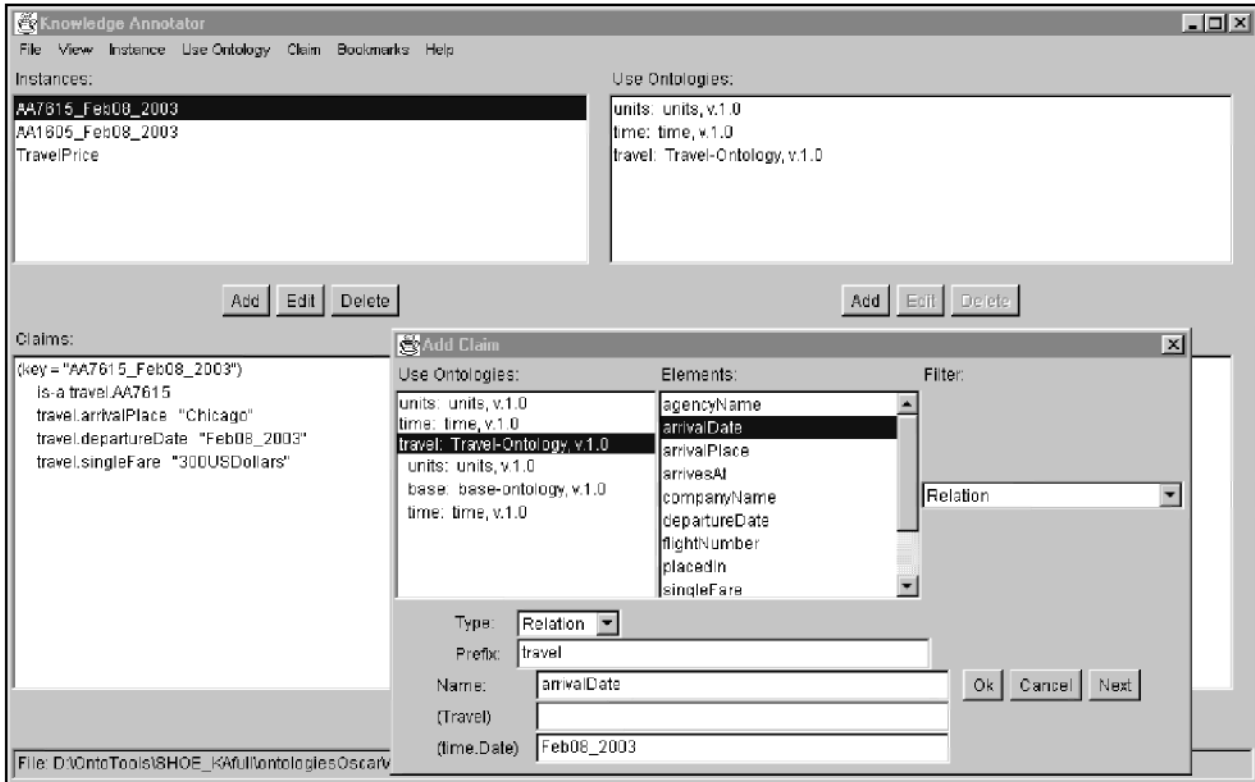 Knowledge Annotator
File View Instance Use Ontology Claim Bookmarks Help
Instances:
AA7615_Feb08_2003
AA1605_Feb08_2003
TravelPrice
Use Ontologies:
units: units, v.1.0
time: time, v.1.0
travel: Travel-Ontology, v.1.0
Add Edit Delete
Add Edit Delete
Claims:
(key = "AA7615_Feb08_2003")
is-a travel.AA7615
travel.arrivalPlace "Chicago"
travel.departureDate "Feb08_2003"
travel.singleFare "300USDollars"
Add Claim
Use Ontologies:
units: units, v.1.0
time: time, v.1.0
travel: Travel-Ontology, v.1.0
units: units, v.1.0
base: base-ontology, v.1.0
time: time, v.1.0
Elements:
agencyName
arrivalDate
arrivalPlace
arrivesAt
companyName
departureDate
flightNumber
placedIn
singleFare
Filter:
Relation
Type: Relation
Prefix: travel
Name: arrivalDate
Ok Cancel Next
(Travel)
(time.Date) Feb08_2003
File: D:\OntoTools\SHOE_KAfull\ontologiesOscar\